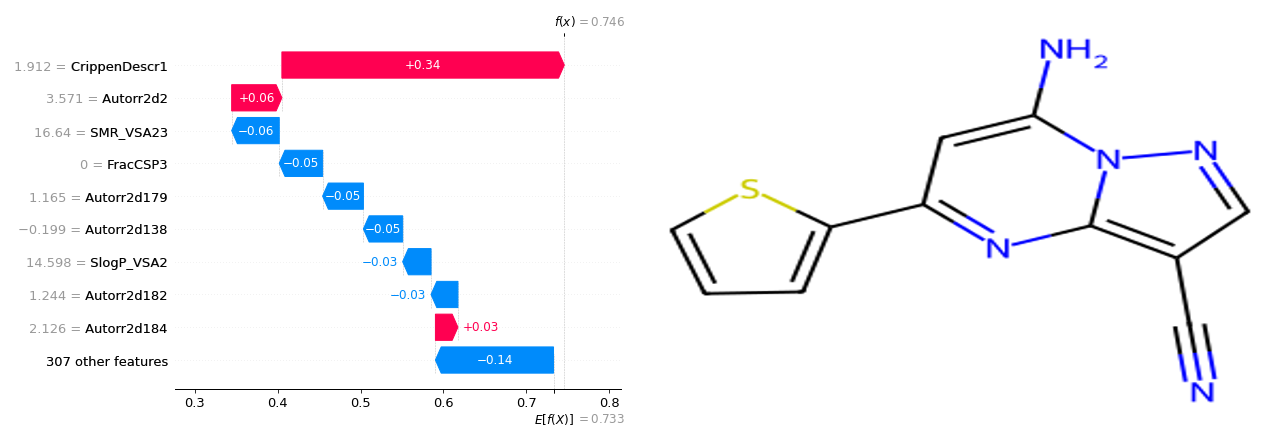 f(x) = 0.746
1.912 = CrippenDescr1
+0.34
3.571 = Autorr2d2
+0.06
16.64 = SMR_VSA23
−0.06
0 = FracCSP3
−0.05
1.165 = Autorr2d179
−0.05
−0.199 = Autorr2d138
−0.05
14.598 = SlogP_VSA2
−0.03
1.244 = Autorr2d182
−0.03
2.126 = Autorr2d184
+0.03
307 other features
−0.14
0.3 0.4 0.5 0.6 0.7 0.8
E[f(X)] = 0.733
NH2
N
N
S
N
N